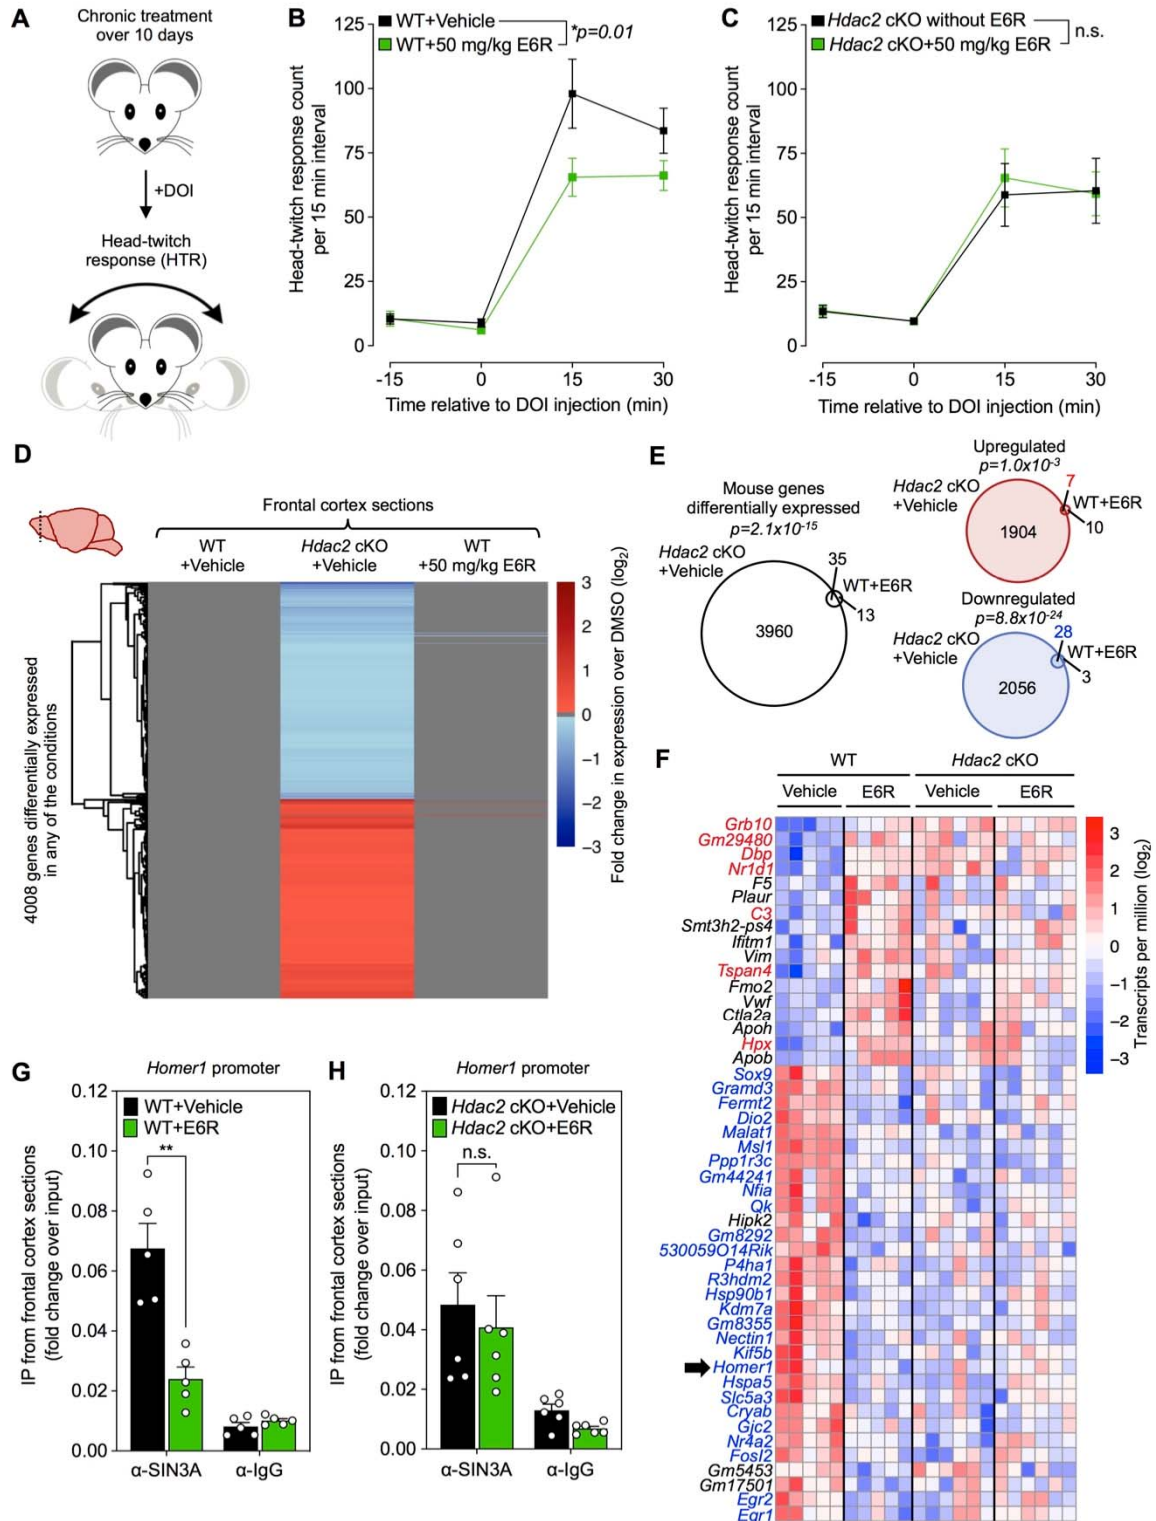 A
Chronic treatment
over 10 days
+DOI
Head-twitch
response (HTR)
B
WT+Vehicle
WT+50 mg/kg E6R
*p=0.01
Head-twitch response count
per 15 min interval
125
100
75
50
25
0
-15
0
15
30
Time relative to DOI injection (min)
C
Hdac2 cKO without E6R
Hdac2 cKO+50 mg/kg E6R
n.s.
Head-twitch response count
per 15 min interval
125
100
75
50
25
0
-15
0
15
30
Time relative to DOI injection (min)
D
Frontal cortex sections
WT
+Vehicle
Hdac2 cKO
+Vehicle
WT
+50 mg/kg E6R
4008 genes differentially expressed
in any of the conditions
3
2
1
0
−1
−2
−3
Fold change in expression over DMSO (log2)
E
Mouse genes
differentially expressed
p=2.1x10-15
Hdac2 cKO
+Vehicle
35
WT+E6R
13
3960
Upregulated
p=1.0x10-3
Hdac2 cKO
+Vehicle
7
WT+E6R
10
1904
Downregulated
p=8.8x10-24
Hdac2 cKO
+Vehicle
28
WT+E6R
3
2056
F
WT
Hdac2 cKO
Vehicle
E6R
Vehicle
E6R
Grb10
Gm29480
Dbp
Nr1d1
F5
Plaur
C3
Smt3h2-ps4
Ifitm1
Vim
Tspan4
Fmo2
Vwf
Ctla2a
Apoh
Hpx
Apob
Sox9
Gramd3
Fermt2
Dio2
Malat1
Msl1
Ppp1r3c
Gm44241
Nfia
Qk
Hipk2
Gm8292
530059O14Rik
P4ha1
R3hdm2
Hsp90b1
Kdm7a
Gm8355
Nectin1
Kif5b
Homer1
Hspa5
Slc5a3
Cryab
Gjc2
Nr4a2
Fosl2
Gm5453
Gm17501
Egr2
Egr1
3
2
1
0
−1
−2
−3
Transcripts per million (log2)
G
Homer1 promoter
WT+Vehicle
WT+E6R
**
IP from frontal cortex sections
(fold change over input)
0.12
0.10
0.08
0.06
0.04
0.02
0.00
α-SIN3A
α-IgG
H
Homer1 promoter
Hdac2 cKO+Vehicle
Hdac2 cKO+E6R
n.s.
IP from frontal cortex sections
(fold change over input)
0.12
0.10
0.08
0.06
0.04
0.02
0.00
α-SIN3A
α-IgG